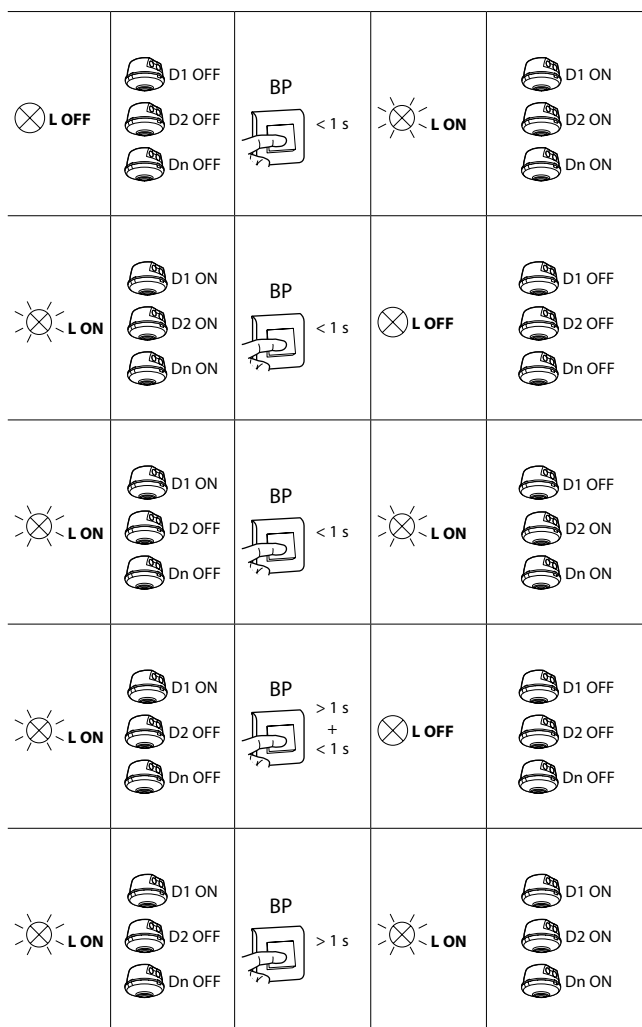 L OFF
D1 OFF
D2 OFF
Dn OFF
BP
< 1 s
L ON
D1 ON
D2 ON
Dn ON
L ON
D1 ON
D2 ON
Dn ON
BP
< 1 s
L OFF
D1 OFF
D2 OFF
Dn OFF
L ON
D1 ON
D2 OFF
Dn OFF
BP
< 1 s
L ON
D1 OFF
D2 ON
Dn ON
L ON
D1 ON
D2 OFF
Dn OFF
BP
> 1 s
+
< 1 s
L OFF
D1 OFF
D2 OFF
Dn OFF
L ON
D1 ON
D2 OFF
Dn OFF
BP
> 1 s
L ON
D1 ON
D2 ON
Dn ON